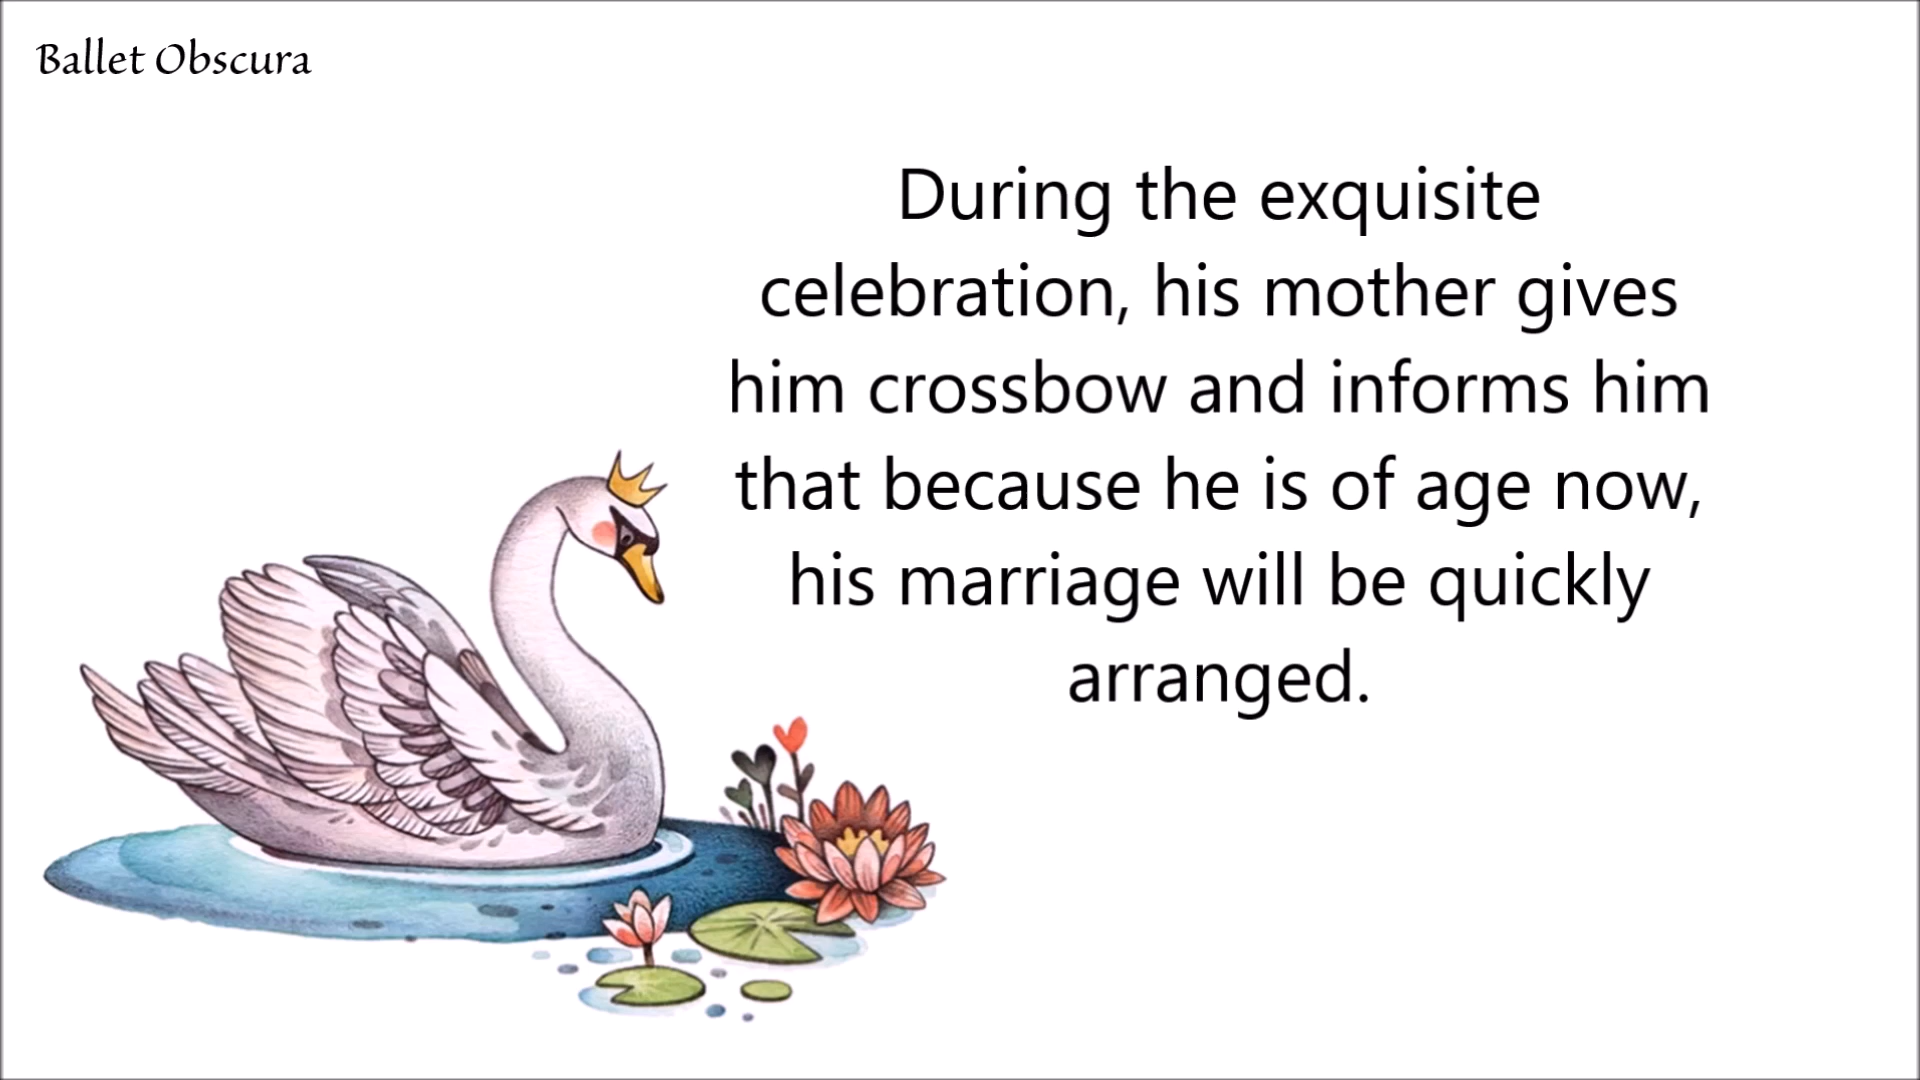 Ballet Obscura
During the exquisite
celebration, his mother gives
him crossbow and informs him
that because he is of age now,
his marriage will be quickly
arranged.